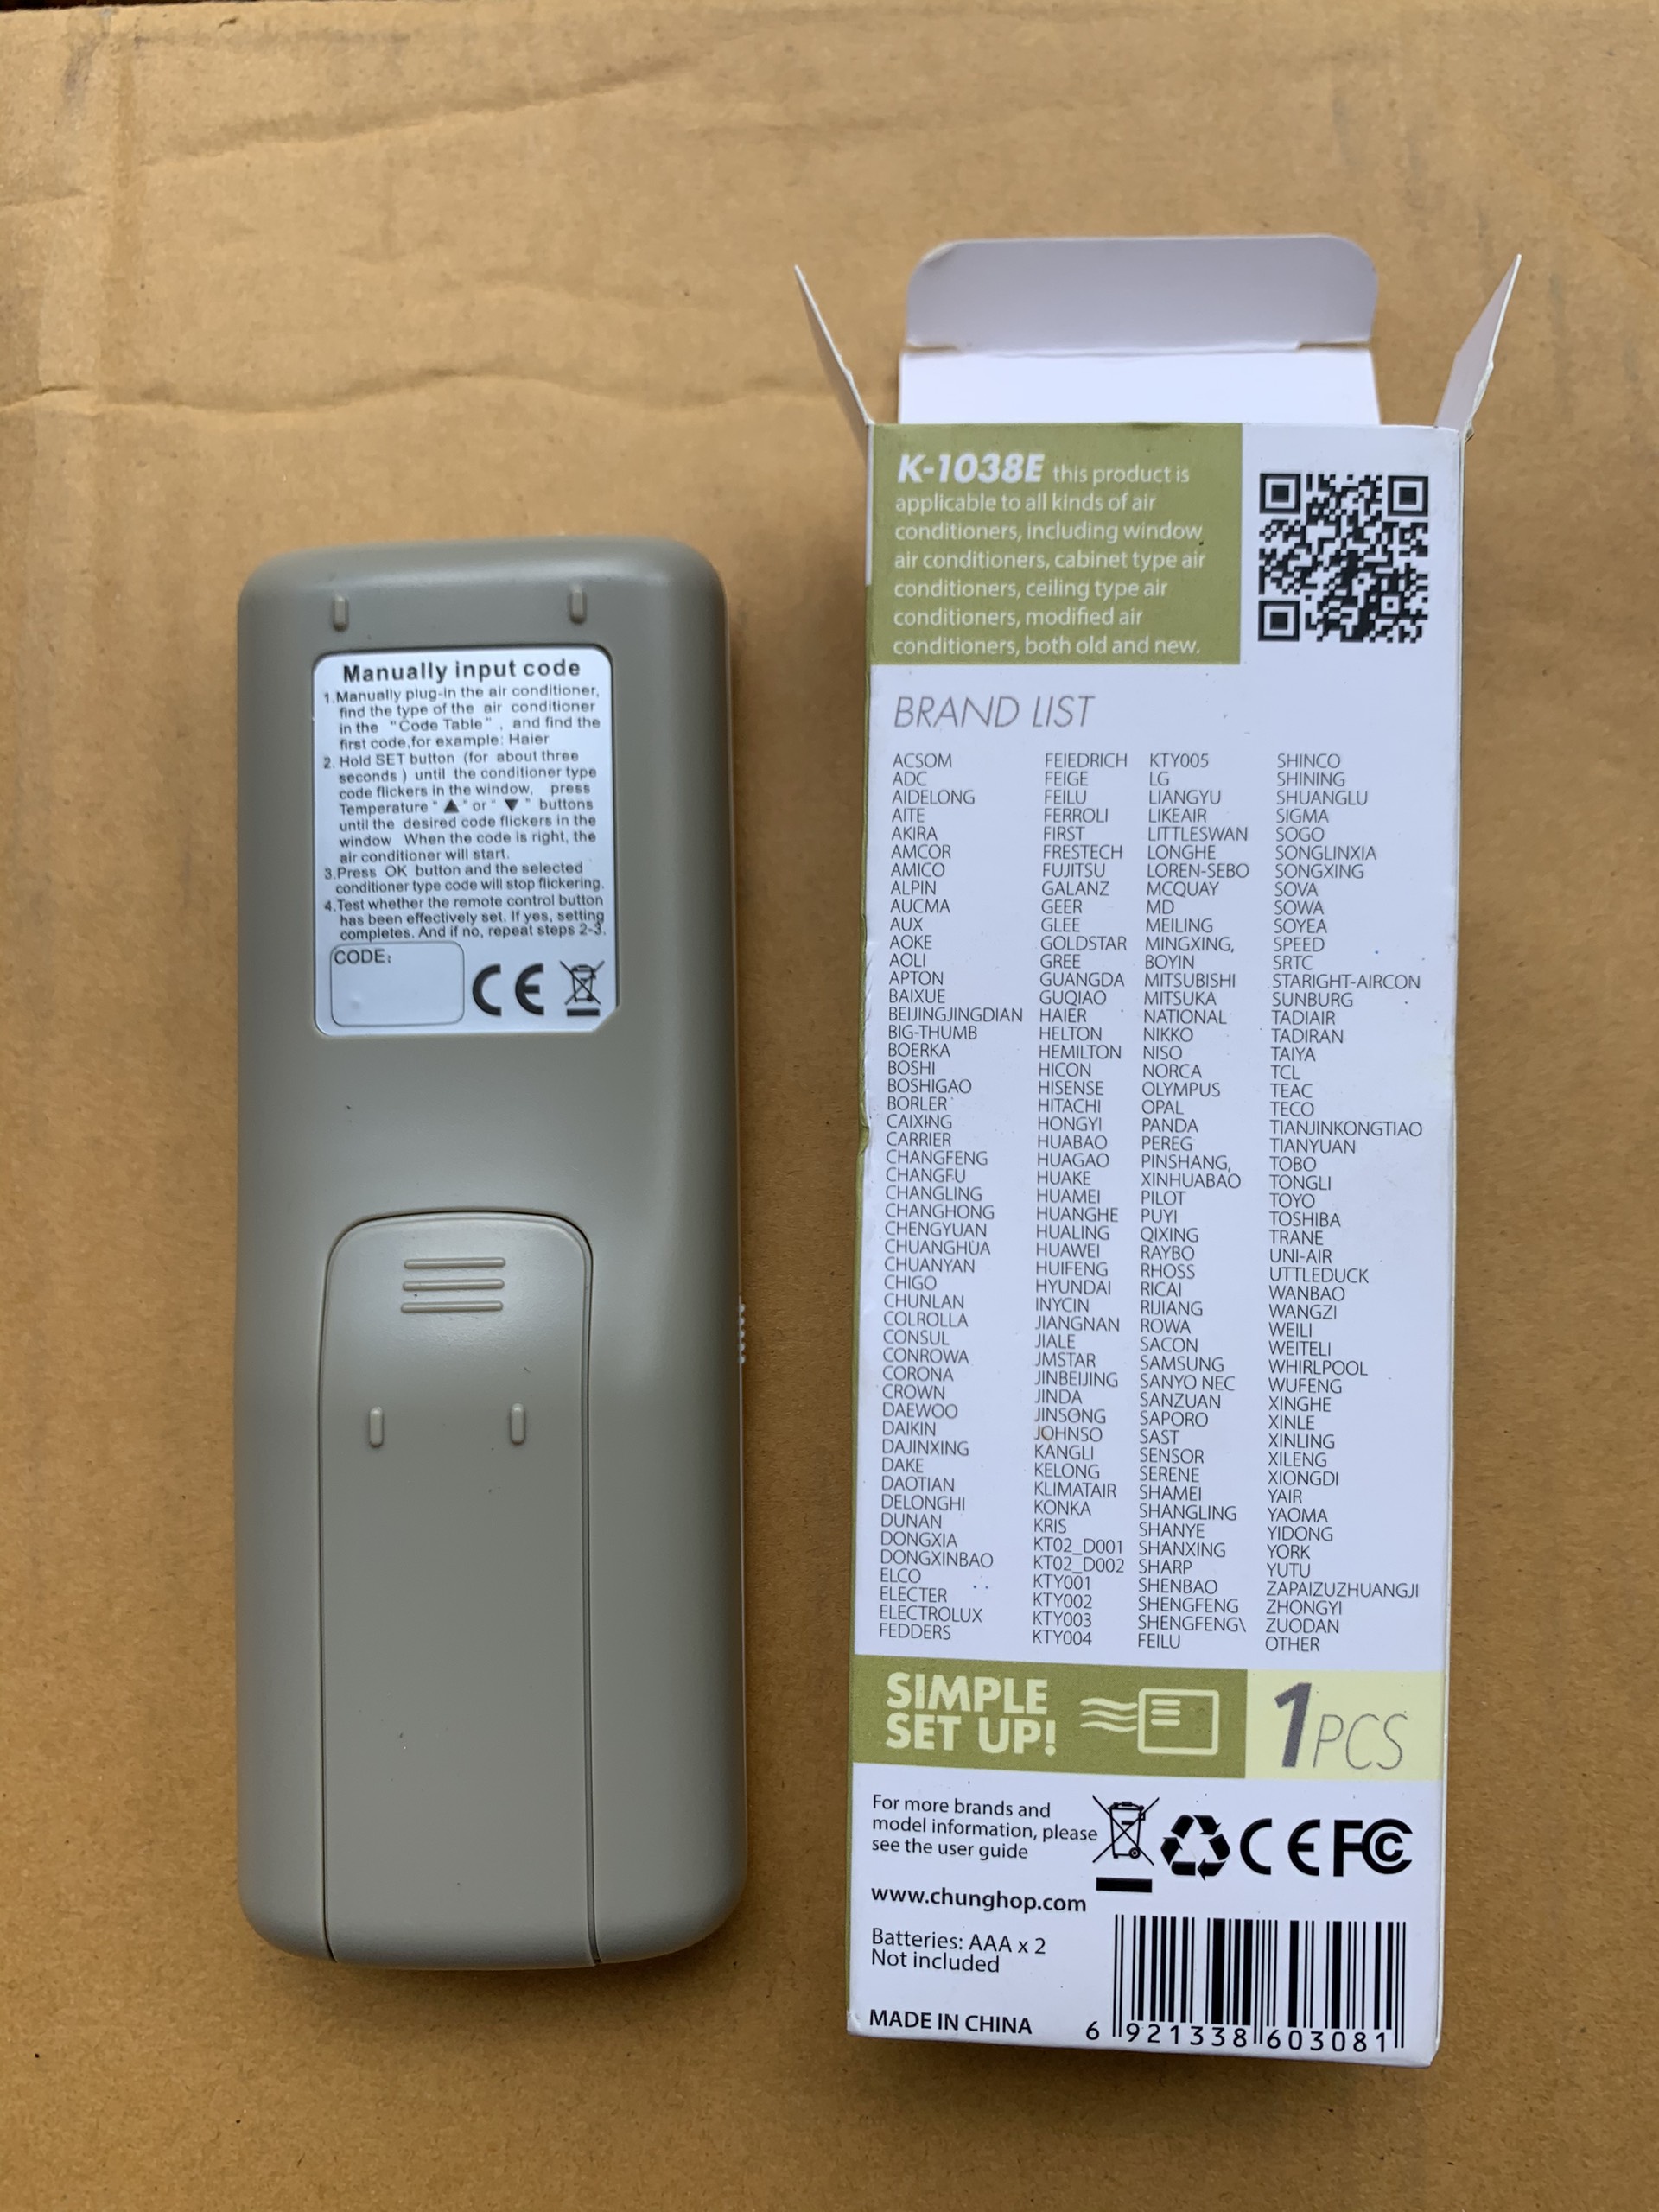 Manually input code
1.Manually plug-in the air conditioner,
find the type of the air conditioner
in the "Code Table" , and find the
first code,for example: Haier
2. Hold SET button (for about three
seconds ) until the conditioner type
code flickers in the window, press
Temperature "▲" or "▼" buttons
until the desired code flickers in the
window When the code is right, the
air conditioner will start.
3.Press OK button and the selected
conditioner type code will stop flickering.
4.Test whether the remote control button
has been effectively set. If yes, setting
completes. And if no, repeat steps 2-3.
CODE:
CE
K-1038E this product is
applicable to all kinds of air
conditioners, including window
air conditioners, cabinet type air
conditioners, ceiling type air
conditioners, modified air
conditioners, both old and new.
BRAND LIST
ACSOM
ADC
AIDELONG
AITE
AKIRA
AMCOR
AMICO
ALPIN
AUCMA
AUX
AOKE
AOLI
APTON
BAIXUE
BEIJINGJINGDIAN
BIG-THUMB
BOERKA
BOSHI
BOSHIGAO
BORLER
CAIXING
CARRIER
CHANGFENG
CHANGFU
CHANGLING
CHANGHONG
CHENGYUAN
CHUANGHUA
CHUANYAN
CHIGO
CHUNLAN
COLROLLA
CONSUL
CONROWA
CORONA
CROWN
DAEWOO
DAIKIN
DAJINXING
DAKE
DAOTIAN
DELONGHI
DUNAN
DONGXIA
DONGXINBAO
ELCO
ELECTER
ELECTROLUX
FEDDERS
FEIEDRICH
FEIGE
FEILU
FERROLI
FIRST
FRESTECH
FUJITSU
GALANZ
GEER
GLEE
GOLDSTAR
GREE
GUANGDA
GUQIAO
HAIER
HELTON
HEMILTON
HICON
HISENSE
HITACHI
HONGYI
HUABAO
HUAGAO
HUAKE
HUAMEI
HUANGHE
HUALING
HUAWEI
HUIFENG
HYUNDAI
INYCIN
JIANGNAN
JIALE
JMSTAR
JINBEIJING
JINDA
JINSONG
JOHNSO
KANGLI
KELONG
KLIMATAIR
KONKA
KRIS
KT02_D001
KT02_D002
KTY001
KTY002
KTY003
KTY004
KTY005
LG
LIANGYU
LIKEAIR
LITTLESWAN
LONGHE
LOREN-SEBO
MCQUAY
MD
MEILING
MINGXING,
BOYIN
MITSUBISHI
MITSUKA
NATIONAL
NIKKO
NISO
NORCA
OLYMPUS
OPAL
PANDA
PEREG
PINSHANG,
XINHUABAO
PILOT
PUYI
QIXING
RAYBO
RHOSS
RICAI
RIJIANG
ROWA
SACON
SAMSUNG
SANYO NEC
SANZUAN
SAPORO
SAST
SENSOR
SERENE
SHAMEI
SHANGLING
SHANYE
SHANXING
SHARP
SHENBAO
SHENGFENG
SHENGFENG\
FEILU
SHINCO
SHINING
SHUANGLU
SIGMA
SOGO
SONGLINXIA
SONGXING
SOVA
SOWA
SOYEA
SPEED
SRTC
STARIGHT-AIRCON
SUNBURG
TADIAIR
TADIRAN
TAIYA
TCL
TEAC
TECO
TIANJINKONGTIAO
TIANYUAN
TOBO
TONGLI
TOYO
TOSHIBA
TRANE
UNI-AIR
UTTLEDUCK
WANBAO
WANGZI
WEILI
WEITELI
WHIRLPOOL
WUFENG
XINGHE
XINLE
XINLING
XILENG
XIONGDI
YAIR
YAOMA
YIDONG
YORK
YUTU
ZAPAIZUZHUANGJI
ZHONGYI
ZUODAN
OTHER
SIMPLE
SET UP!
1PCS
For more brands and
model information, please
see the user guide
CE FC
www.chunghop.com
Batteries: AAA x 2
Not included
MADE IN CHINA
6 921338 603081